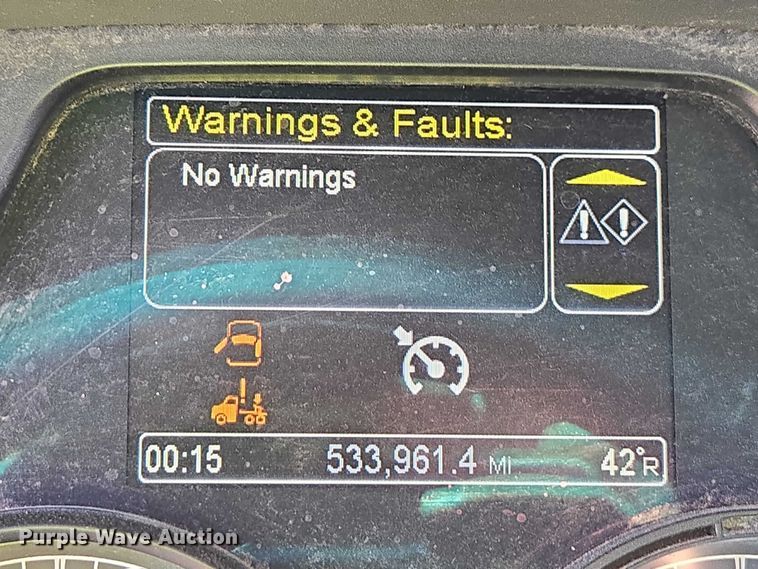 Warnings & Faults:
No Warnings
00:15 533,961.4 MI 42°R
Purple Wave Auction